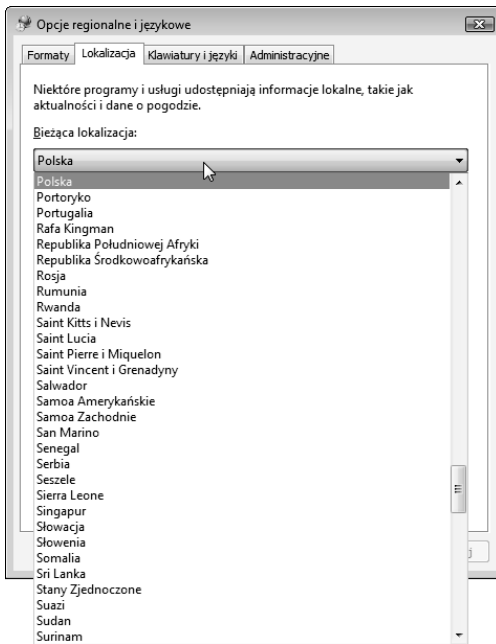 Opcje regionalne i językowe
Formaty Lokalizacja Klawiatury i języki Administracyjne
Niektóre programy i usługi udostępniają informacje lokalne, takie jak
aktualności i dane o pogodzie.
Bieżąca lokalizacja:
Polska
Polska
Portoryko
Portugalia
Rafa Kingman
Republika Południowej Afryki
Republika Środkowoafrykańska
Rosja
Rumunia
Rwanda
Saint Kitts i Nevis
Saint Lucia
Saint Pierre i Miquelon
Saint Vincent i Grenadyny
Salwador
Samoa Amerykańskie
Samoa Zachodnie
San Marino
Senegal
Serbia
Seszele
Sierra Leone
Singapur
Słowacja
Słowenia
Somalia
Sri Lanka
Stany Zjednoczone
Suazi
Sudan
Surinam